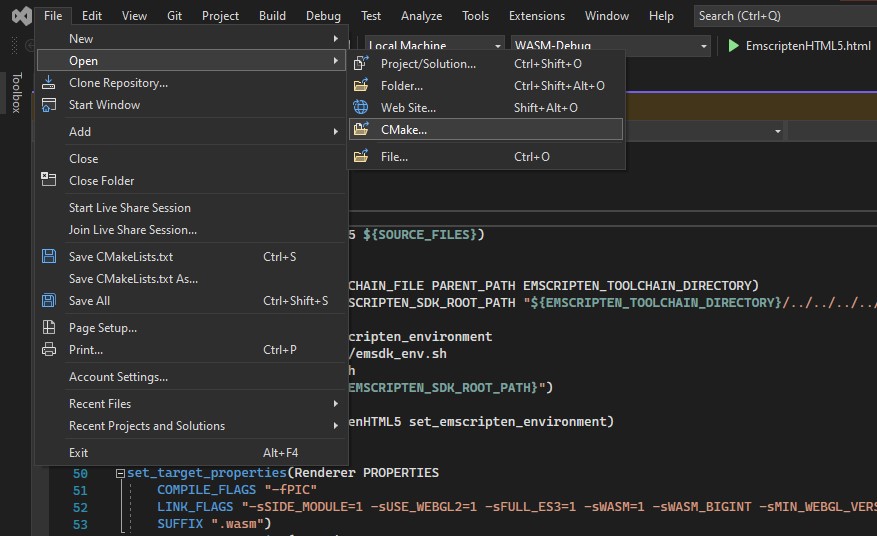 File Edit View Git Project Build Debug Test Analyze Tools Extensions Window Help Search (Ctrl+Q)
Local Machine WASM-Debug EmscriptenHTML5.html
Toolbox
New
Open
Clone Repository...
Start Window
Add
Close
Close Folder
Start Live Share Session
Join Live Share Session...
Save CMakeLists.txt Ctrl+S
Save CMakeLists.txt As...
Save All Ctrl+Shift+S
Page Setup...
Print... Ctrl+P
Account Settings...
Recent Files
Recent Projects and Solutions
Exit Alt+F4
Project/Solution... Ctrl+Shift+O
Folder... Ctrl+Shift+Alt+O
Web Site... Shift+Alt+O
CMake...
File... Ctrl+O
5 ${SOURCE_FILES})
CHAIN_FILE PARENT_PATH EMSCRIPTEN_TOOLCHAIN_DIRECTORY)
SCRIPTEN_SDK_ROOT_PATH "${EMSCRIPTEN_TOOLCHAIN_DIRECTORY}/../../../../
scripten_environment
/emsdk_env.sh
h
EMSCRIPTEN_SDK_ROOT_PATH}")
enHTML5 set_emscripten_environment)
50 set_target_properties(Renderer PROPERTIES
51 COMPILE_FLAGS "-fPIC"
52 LINK_FLAGS "-sSIDE_MODULE=1 -sUSE_WEBGL2=1 -sFULL_ES3=1 -sWASM=1 -sWASM_BIGINT -sMIN_WEBGL_VERS
53 SUFFIX ".wasm")